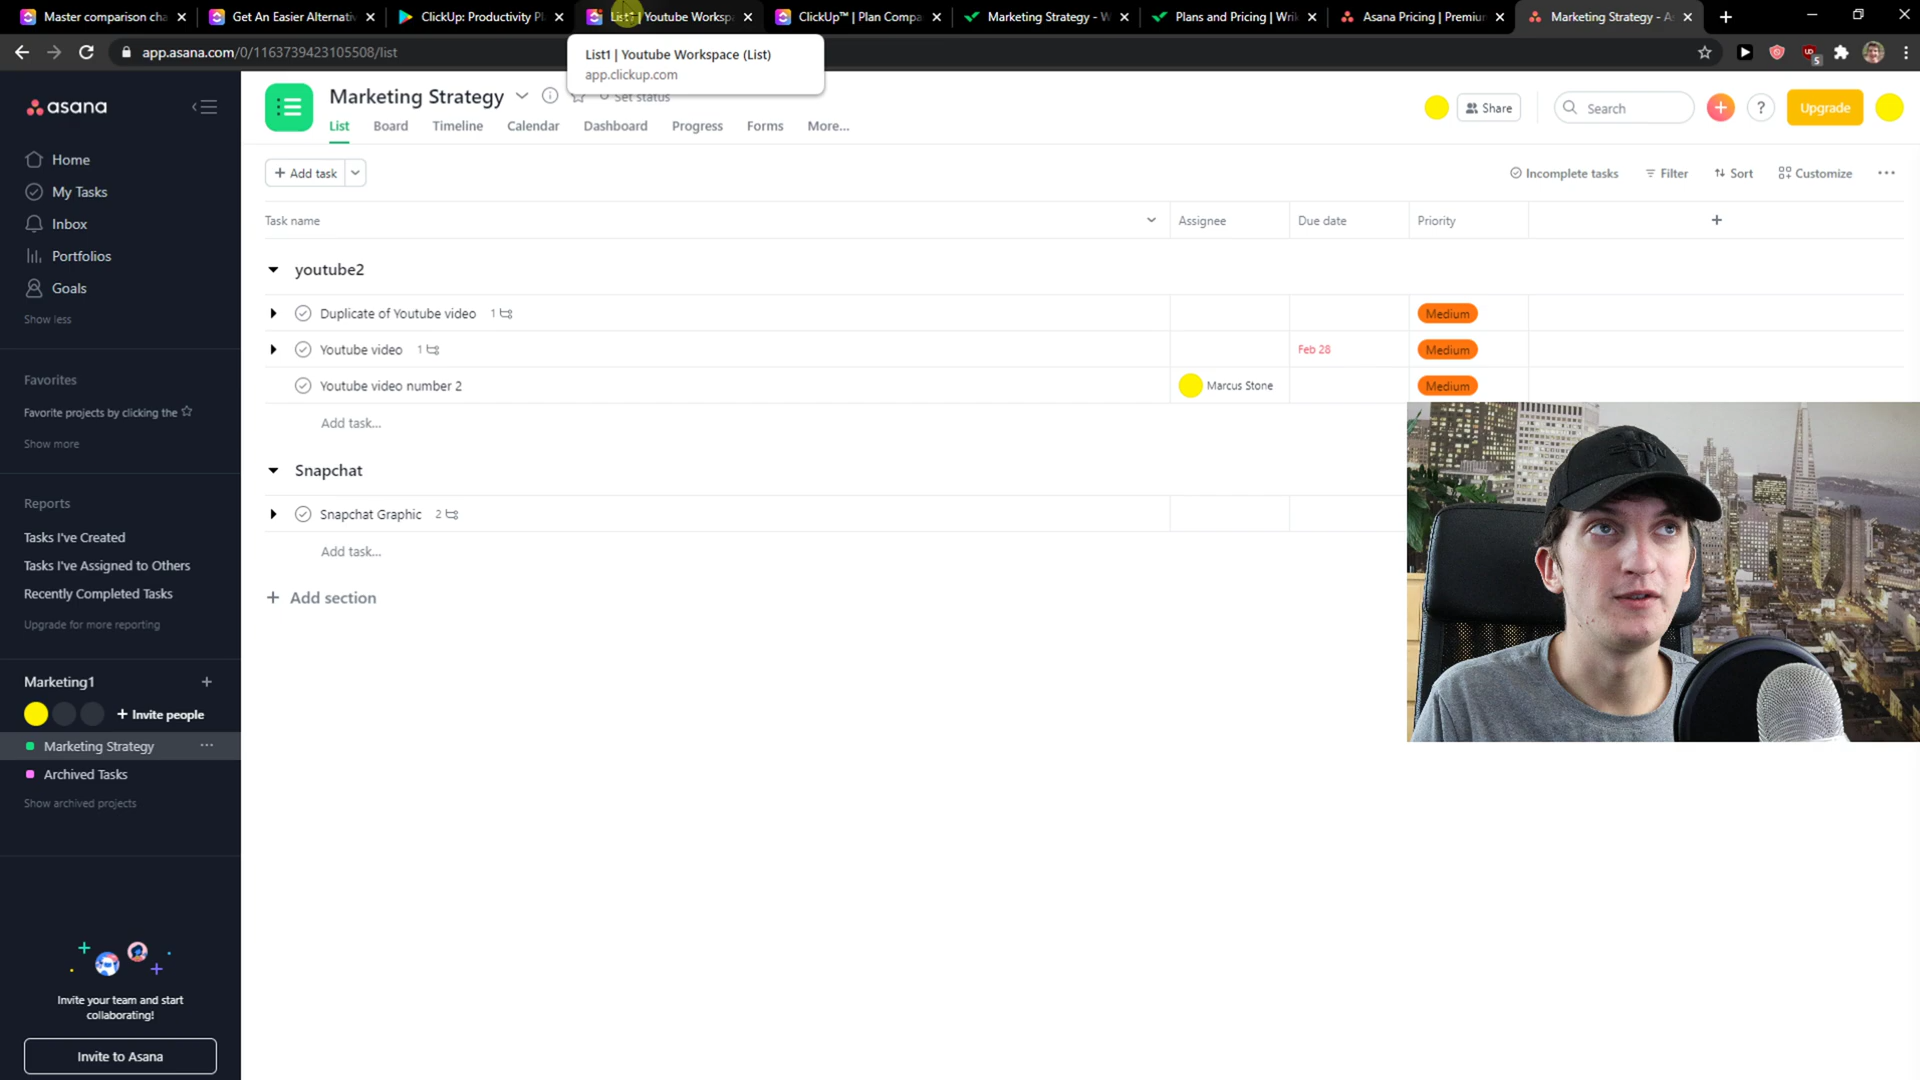 Master comparison cha
Get An Easier Alternativ
ClickUp: Productivity Pl
List1 | Youtube Worksp
ClickUp™ | Plan Compa
Marketing Strategy - W
Plans and Pricing | Wri
Asana Pricing | Premiu
Marketing Strategy - A
app.asana.com/0/1163739423105508/list
5
List1 | Youtube Workspace (List)
app.clickup.com
asana
Home
My Tasks
Inbox
Portfolios
Goals
Show less
Favorites
Favorite projects by clicking the
Show more
Reports
Tasks I've Created
Tasks I've Assigned to Others
Recently Completed Tasks
Upgrade for more reporting
Marketing1 +
+ Invite people
Marketing Strategy ...
Archived Tasks
Show archived projects
Invite your team and start
collaborating!
Invite to Asana
Marketing Strategy
Set status
List Board Timeline Calendar Dashboard Progress Forms More...
Share
Search
+
?
Upgrade
+ Add task
Incomplete tasks Filter Sort Customize ...
Task name Assignee Due date Priority +
youtube2
Duplicate of Youtube video 1 Medium
Youtube video 1 Feb 28 Medium
Youtube video number 2 Marcus Stone Medium
Add task...
Snapchat
Snapchat Graphic 2
Add task...
+ Add section